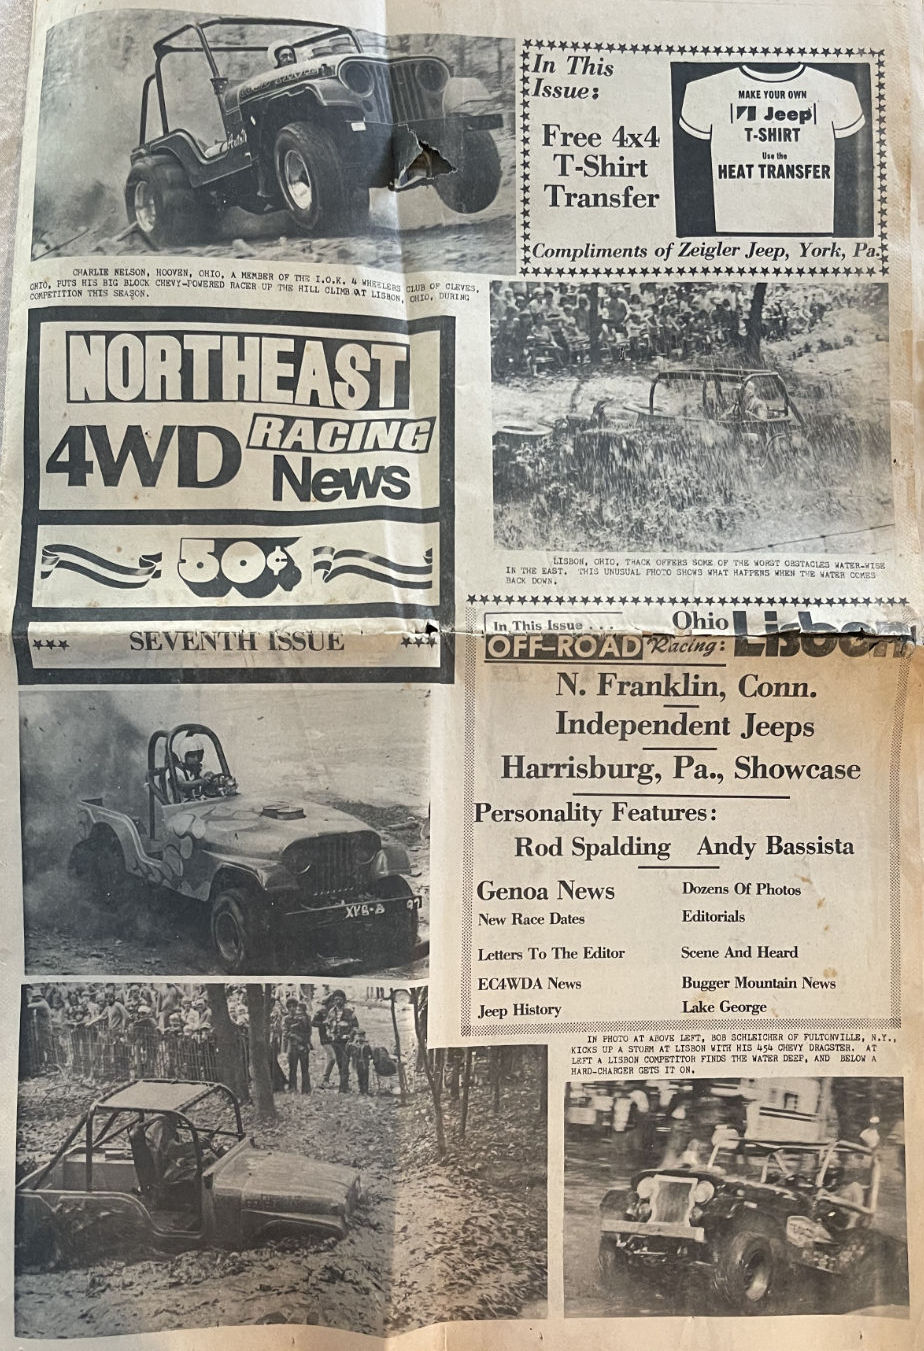 In This
Issue:
Free 4x4
T-Shirt
Transfer
MAKE YOUR OWN
Jeep
T-SHIRT
Use the
HEAT TRANSFER
Compliments of Zeigler Jeep, York, Pa.
CHARLIE NELSON, HOOVEN, OHIO, A MEMBER OF THE I.O.K. 4 WHEELERS CLUB OF CLEVES,
OHIO, PUTS HIS BIG BLOCK CHEVY-POWERED RACER UP THE HILL CLIMB AT LISBON, OHIO, DURING
COMPETITION THIS SEASON.
NORTHEAST
4WD RACING
News
50¢
SEVENTH ISSUE
LISBON, OHIO, TRACK OFFERS SOME OF THE WORST OBSTACLES WATER-WISE
IN THE EAST. THIS UNUSUAL PHOTO SHOWS WHAT HAPPENS WHEN THE WATER COMES
BACK DOWN.
In This Issue . . .
OFF-ROAD Racing: Ohio Lisbon
N. Franklin, Conn.
Independent Jeeps
Harrisburg, Pa., Showcase
Personality Features:
Rod Spalding Andy Bassista
Genoa News
New Race Dates
Letters To The Editor
EC4WDA News
Jeep History
Dozens Of Photos
Editorials
Scene And Heard
Bugger Mountain News
Lake George
IN PHOTO AT ABOVE LEFT, BOB SCHLEICHER OF FULTONVILLE, N.Y.,
KICKS UP A STORM AT LISBON WITH HIS 454 CHEVY DRAGSTER. AT
LEFT A LISBON COMPETITOR FINDS THE WATER DEEP, AND BELOW A
HARD-CHARGER GETS IT ON.